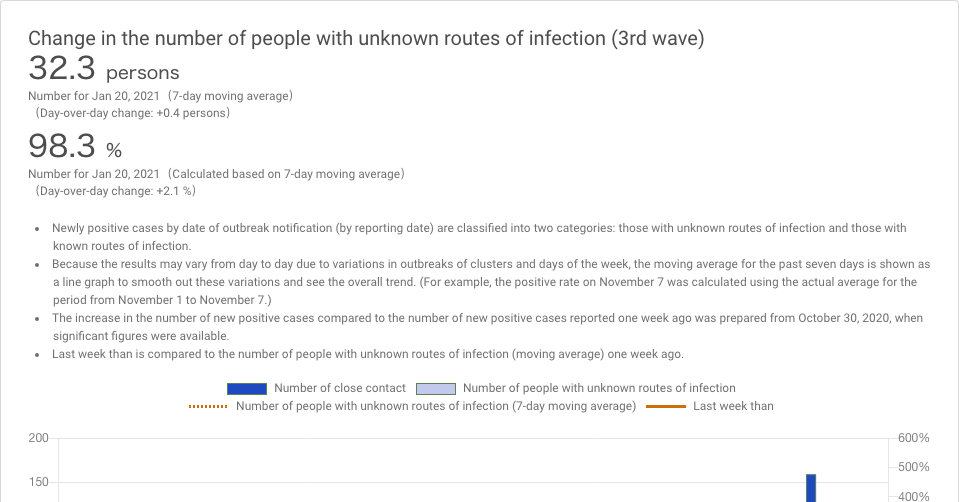 Change in the number of people with unknown routes of infection (3rd wave)
32.3 persons
Number for Jan 20, 2021（7-day moving average）
（Day-over-day change: +0.4 persons）
98.3 %
Number for Jan 20, 2021（Calculated based on 7-day moving average）
（Day-over-day change: +2.1 %）
• Newly positive cases by date of outbreak notification (by reporting date) are classified into two categories: those with unknown routes of infection and those with
known routes of infection.
• Because the results may vary from day to day due to variations in outbreaks of clusters and days of the week, the moving average for the past seven days is shown as
a line graph to smooth out these variations and see the overall trend. (For example, the positive rate on November 7 was calculated using the actual average for the
period from November 1 to November 7.)
• The increase in the number of new positive cases compared to the number of new positive cases reported one week ago was prepared from October 30, 2020, when
significant figures were available.
• Last week than is compared to the number of people with unknown routes of infection (moving average) one week ago.
Number of close contact Number of people with unknown routes of infection
Number of people with unknown routes of infection (7-day moving average) Last week than
200 600%
500%
150
400%